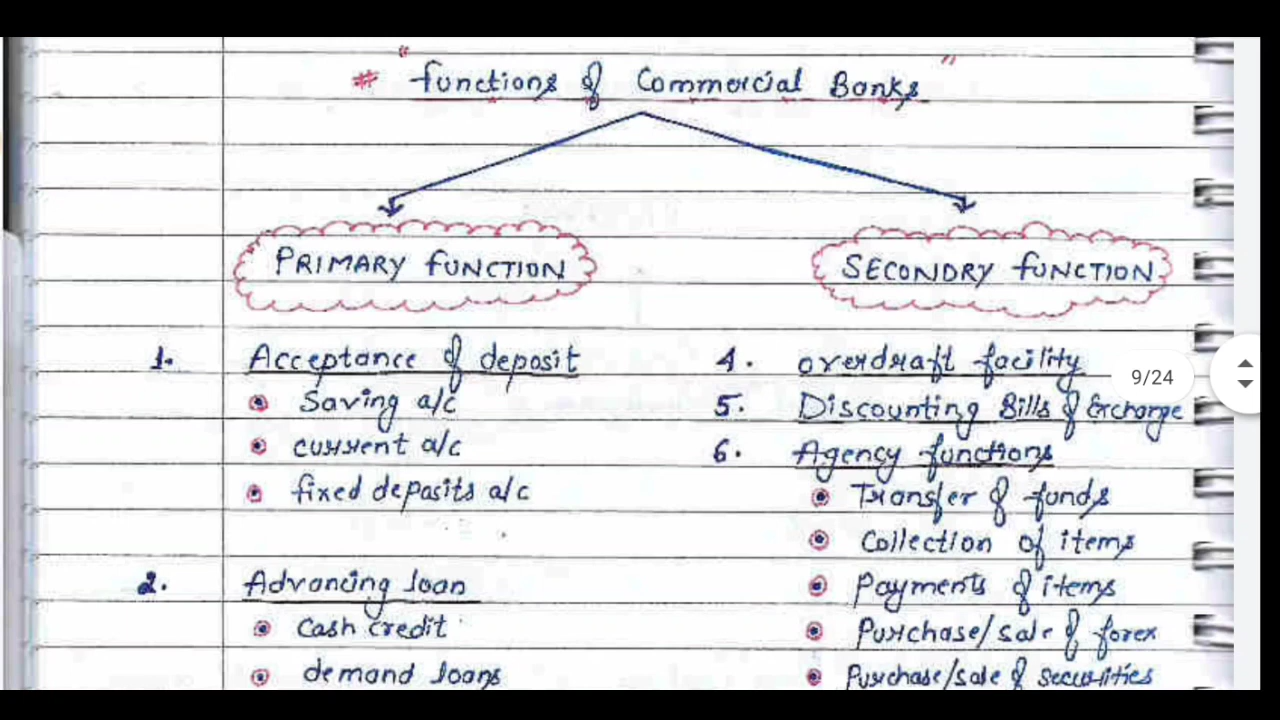 # "Functions of Commercial Banks"
PRIMARY FUNCTION
1. Acceptance of deposit
Saving a/c
current a/c
fixed deposits a/c
2. Advancing loan
Cash credit
demand loans
SECONDRY FUNCTION
4. overdraft facility
5. Discounting Bills of Exchange
6. Agency functions
Transfer of funds
Collection of items
Payments of items
Purchase/sale of forex
Purchase/sale of securities
9/24